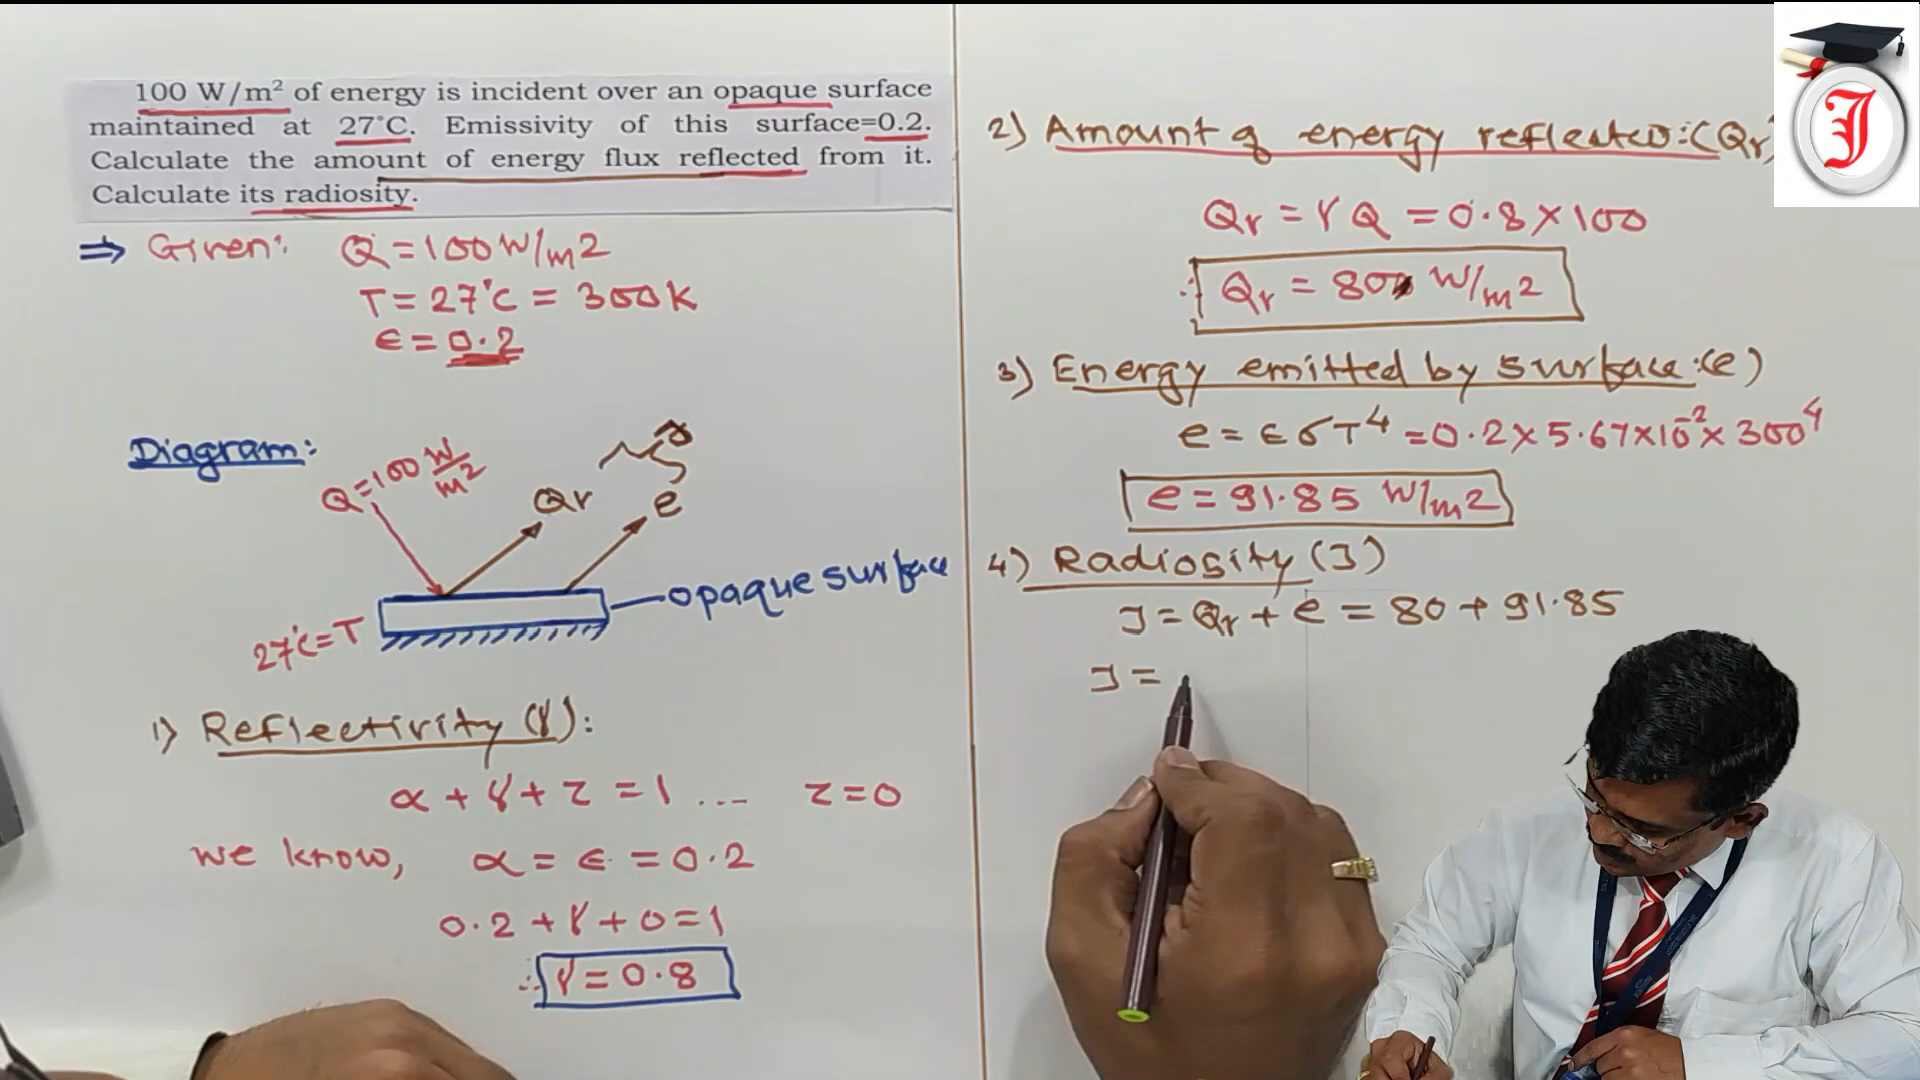 100 W/m² of energy is incident over an opaque surface
maintained at 27°C. Emissivity of this surface=0.2.
Calculate the amount of energy flux reflected from it.
Calculate its radiosity.
⇒ Given: Q = 100 W/m2
T = 27°C = 300 K
ϵ = 0.2
Diagram:
Q = 100 W/m2
Qr
e
opaque surface
27°C = T
1) Reflectivity (γ):
α + γ + τ = 1 ... τ = 0
we know, α = ϵ = 0.2
0.2 + γ + 0 = 1
∴ γ = 0.8
2) Amount of energy reflected: (Qr)
Qr = γ Q = 0.8 × 100
∴ Qr = 80 W/m2
3) Energy emitted by surface: (e)
e = ϵ σ T⁴ = 0.2 × 5.67 × 10⁻² × 300⁴
e = 91.85 W/m2
4) Radiosity (J)
J = Qr + e = 80 + 91.85
J =
J